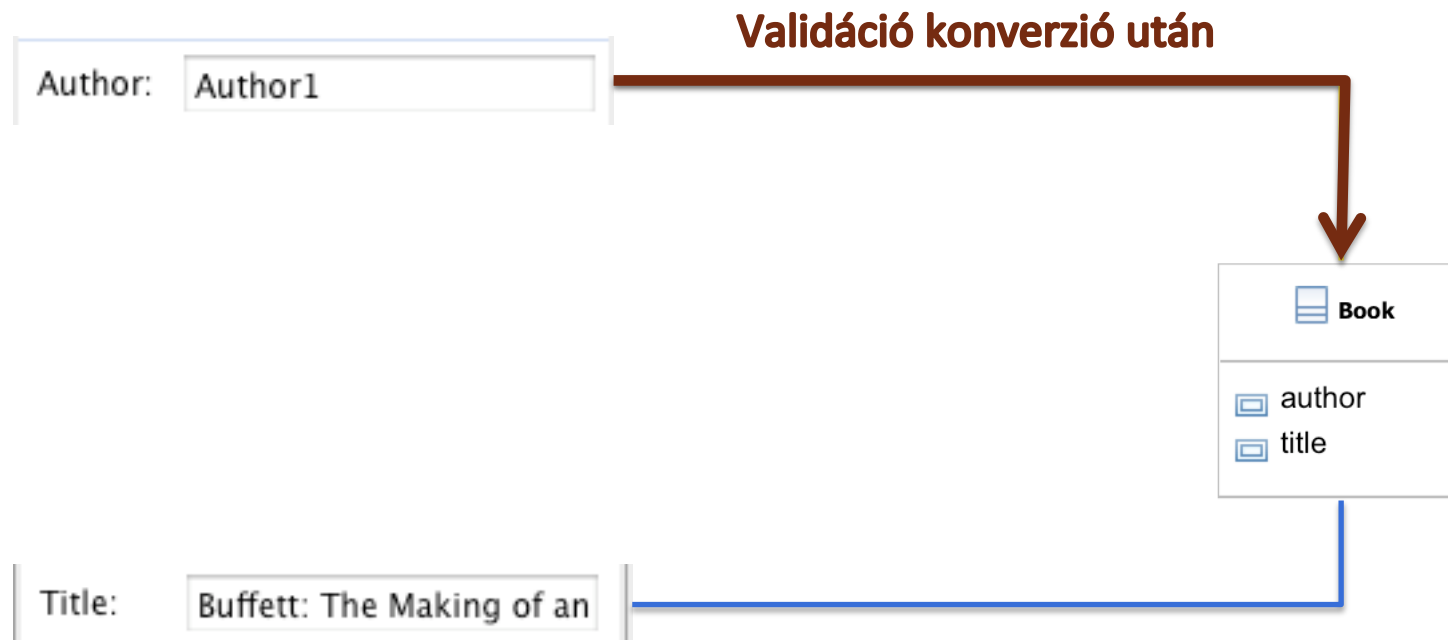 Validáció konverzió után
Author: Author1
Book
author
title
Title: Buffett: The Making of an